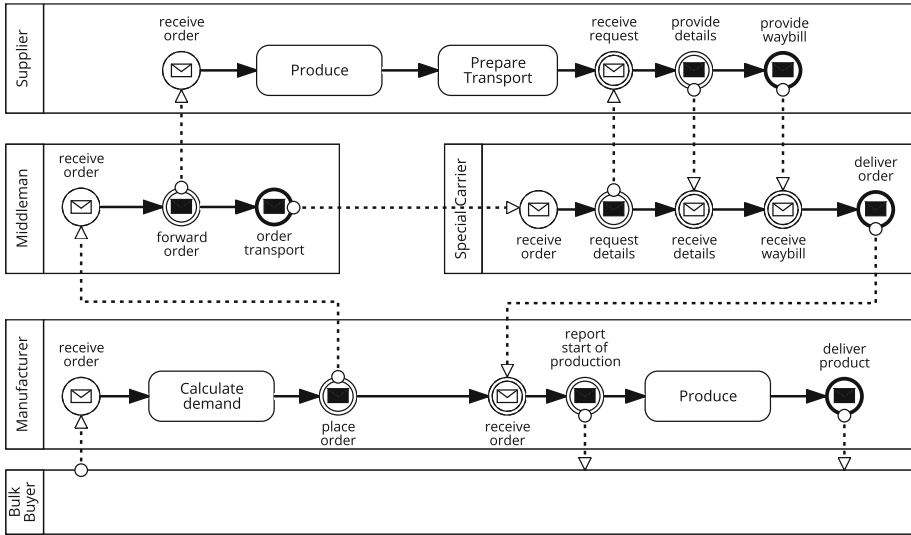 Supplier
receive
order
Produce
Prepare
Transport
receive
request
provide
details
provide
waybill
Middleman
receive
order
forward
order
order
transport
Special Carrier
receive
order
request
details
receive
details
receive
waybill
deliver
order
Manufacturer
receive
order
Calculate
demand
place
order
receive
order
report
start of
production
Produce
deliver
product
Bulk
Buyer